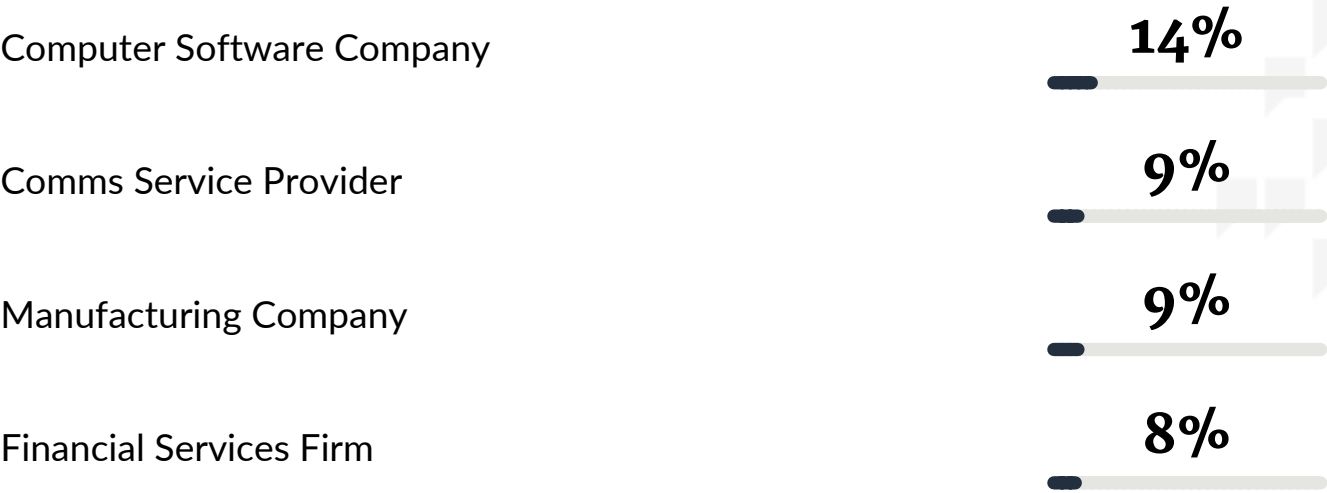 Computer Software Company
14%
Comms Service Provider
9%
Manufacturing Company
9%
Financial Services Firm
8%